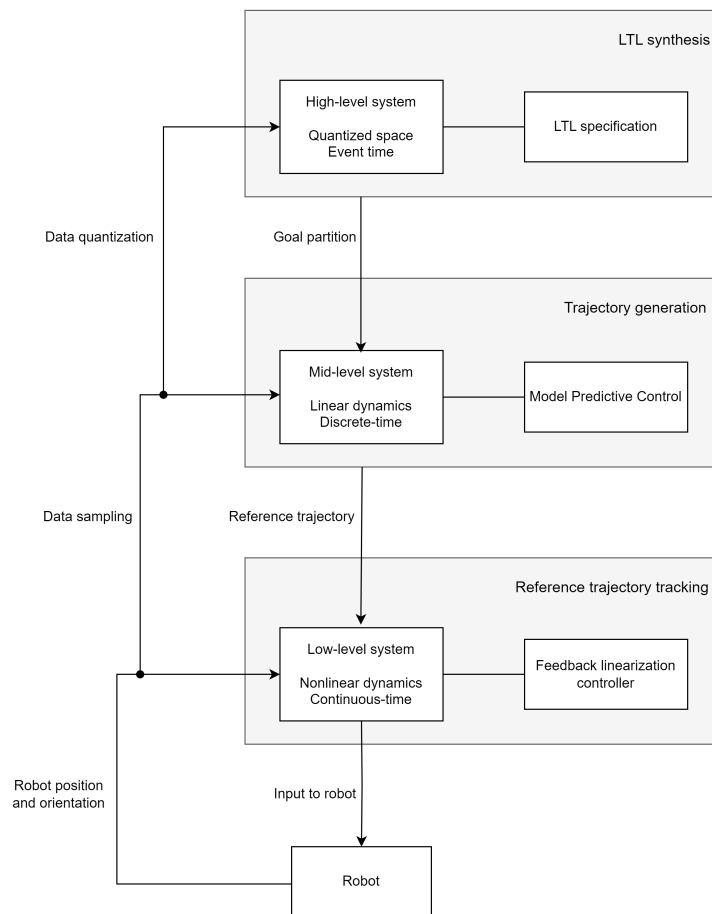 LTL synthesis
High-level system
Quantized space
Event time
LTL specification
Data quantization
Goal partition
Trajectory generation
Mid-level system
Linear dynamics
Discrete-time
Model Predictive Control
Data sampling
Reference trajectory
Reference trajectory tracking
Low-level system
Nonlinear dynamics
Continuous-time
Feedback linearization
controller
Robot position
and orientation
Input to robot
Robot